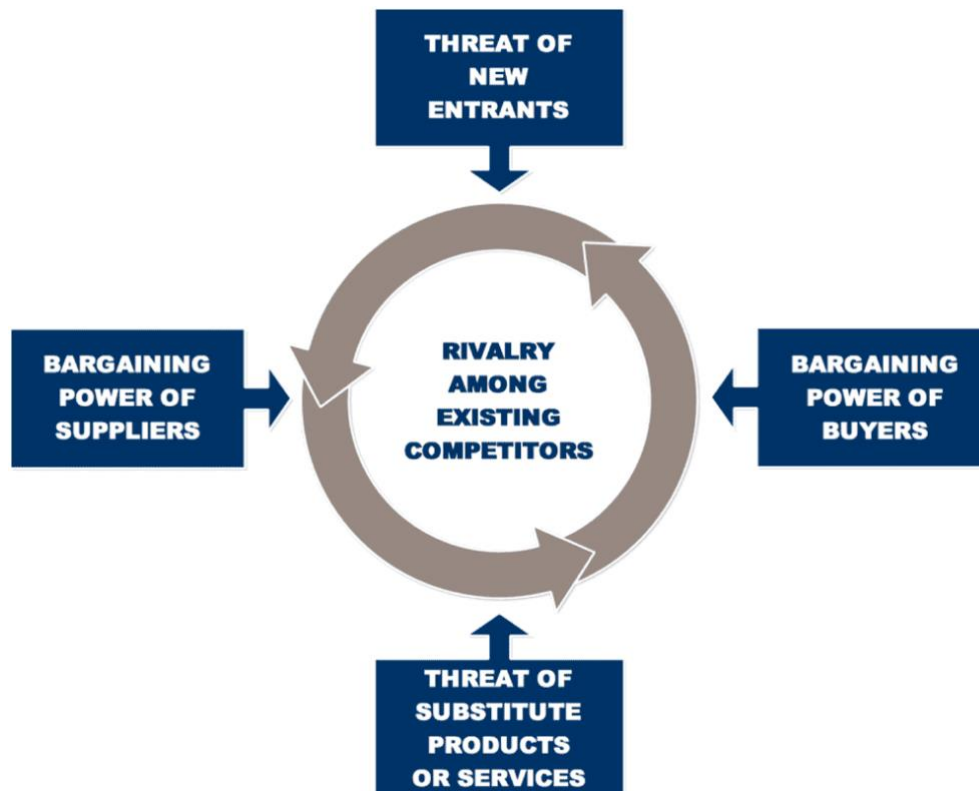 THREAT OF
NEW
ENTRANTS
BARGAINING
POWER OF
SUPPLIERS
RIVALRY
AMONG
EXISTING
COMPETITORS
BARGAINING
POWER OF
BUYERS
THREAT OF
SUBSTITUTE
PRODUCTS
OR SERVICES